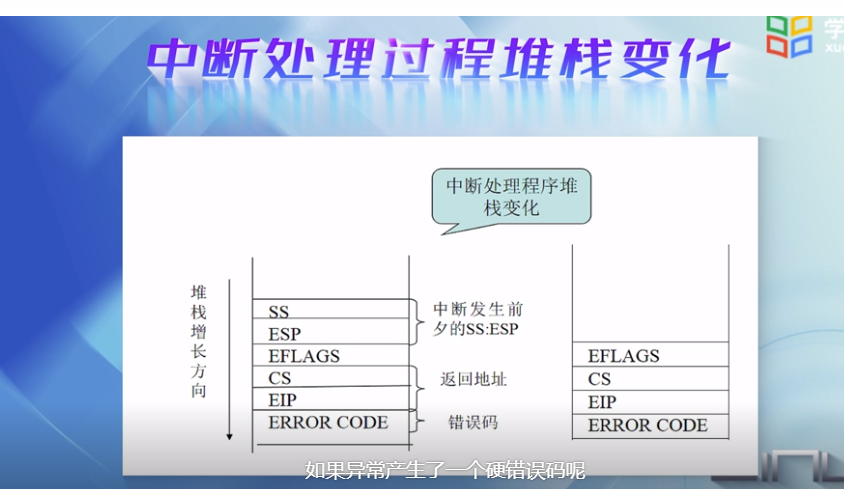 中断处理过程堆栈变化
学
中断处理程序堆
栈变化
堆
栈
增
长
方
向
SS
ESP
EFLAGS
CS
EIP
ERROR CODE
中断发生前
夕的SS:ESP
返回地址
错误码
EFLAGS
CS
EIP
ERROR CODE
如果异常产生了一个硬错误码呢